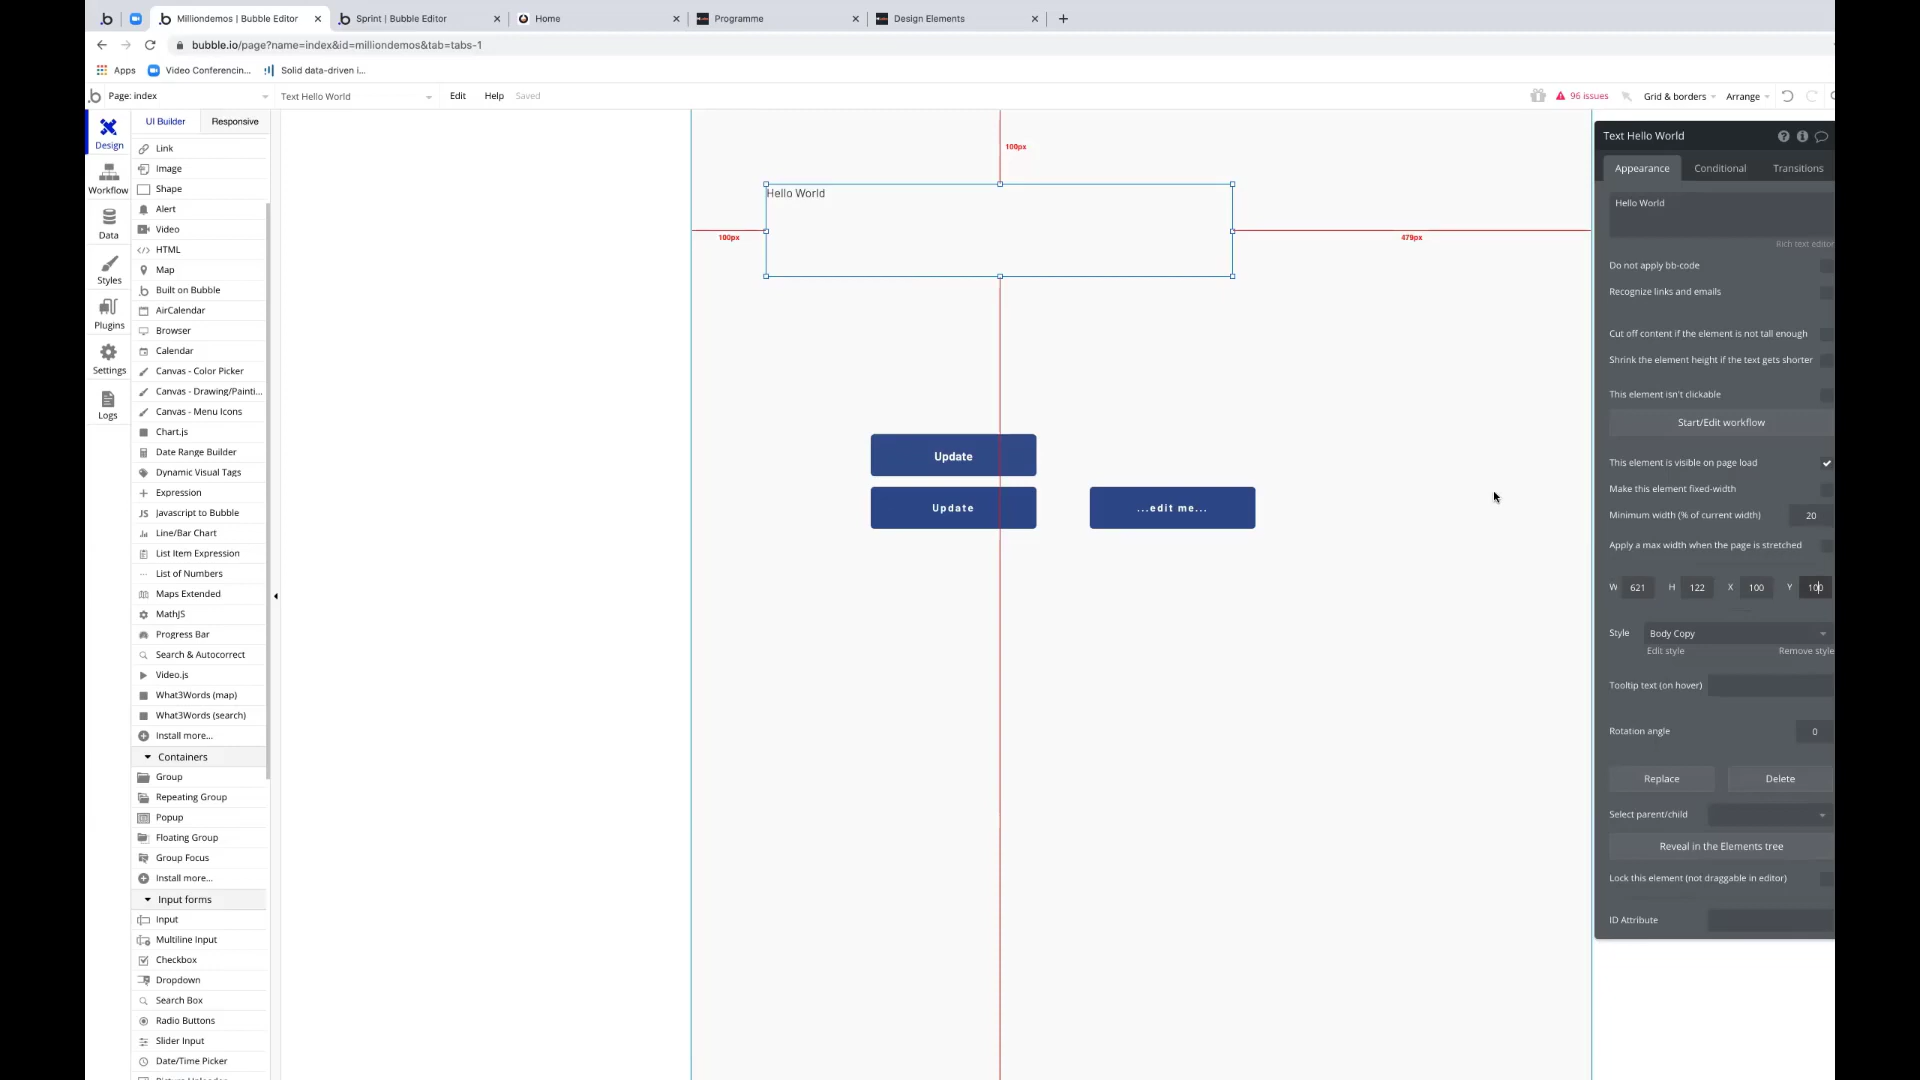 Milliondemos | Bubble Editor
Sprint | Bubble Editor
Home
Programme
Design Elements
bubble.io/page?name=index&id=milliondemos&tab=tabs-1
Apps
Video Conferencin...
Solid data-driven i...
Page: index
Text Hello World
Edit
Help
Saved
96 issues
Grid & borders
Arrange
Design
Workflow
Data
Styles
Plugins
Settings
Logs
UI Builder
Responsive
Link
Image
Shape
Alert
Video
HTML
Map
Built on Bubble
AirCalendar
Browser
Calendar
Canvas - Color Picker
Canvas - Drawing/Painti...
Canvas - Menu Icons
Chart.js
Date Range Builder
Dynamic Visual Tags
Expression
JS Javascript to Bubble
Line/Bar Chart
List Item Expression
List of Numbers
Maps Extended
MathJS
Progress Bar
Search & Autocorrect
Video.js
What3Words (map)
What3Words (search)
Install more...
Containers
Group
Repeating Group
Popup
Floating Group
Group Focus
Install more...
Input forms
Input
Multiline Input
Checkbox
Dropdown
Search Box
Radio Buttons
Slider Input
Date/Time Picker
100px
Hello World
100px
479px
Update
Update
...edit me...
Text Hello World
Appearance
Conditional
Transitions
Hello World
Rich text editor
Do not apply bb-code
Recognize links and emails
Cut off content if the element is not tall enough
Shrink the element height if the text gets shorter
This element isn't clickable
Start/Edit workflow
This element is visible on page load
Make this element fixed-width
Minimum width (% of current width) 20
Apply a max width when the page is stretched
W 621 H 122 X 100 Y 100
Style Body Copy
Edit style
Remove style
Tooltip text (on hover)
Rotation angle 0
Replace
Delete
Select parent/child
Reveal in the Elements tree
Lock this element (not draggable in editor)
ID Attribute